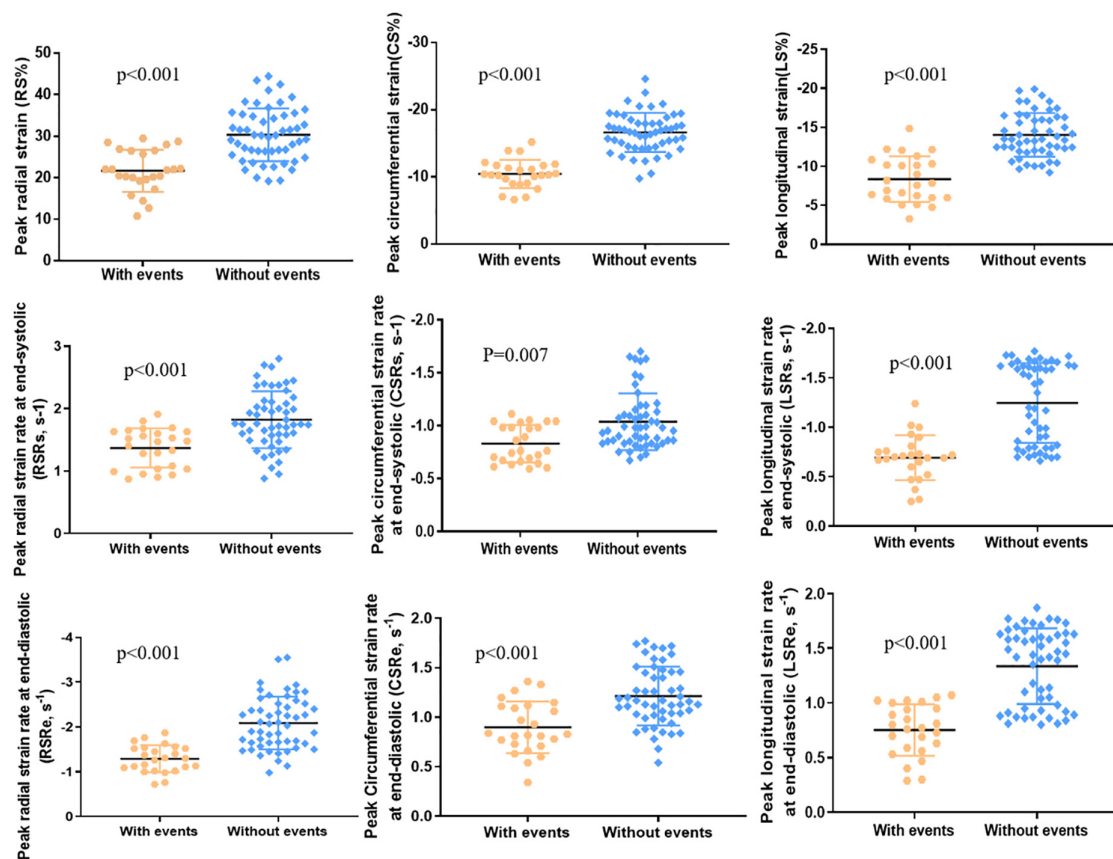 Peak radial strain (RS%)
50
40
30
20
10
0
p<0.001
With events
Without events
Peak circumferential strain(CS%)
-30
-20
-10
0
p<0.001
With events
Without events
Peak longitudinal strain(LS%)
-25
-20
-15
-10
-5
0
p<0.001
With events
Without events
Peak radial strain rate at end-systolic
(RSRs, s-1)
3
2
1
0
p<0.001
With events
Without events
Peak circumferential strain rate
at end-systolic (CSRs, s-1)
-2.0
-1.5
-1.0
-0.5
0.0
P=0.007
With events
Without events
Peak longitudinal strain rate
at end-systolic (LSRs, s-1)
-2.0
-1.5
-1.0
-0.5
-0.0
p<0.001
With events
Without events
Peak radial strain rate at end-diastolic
(RSRe, s⁻¹)
-4
-3
-2
-1
0
p<0.001
With events
Without events
Peak Circumferential strain rate
at end-diastolic (CSRe, s⁻¹)
2.0
1.5
1.0
0.5
0.0
p<0.001
With events
Without events
Peak longitudinal strain rate
at end-diastolic (LSRe, s⁻¹)
2.0
1.5
1.0
0.5
0.0
p<0.001
With events
Without events